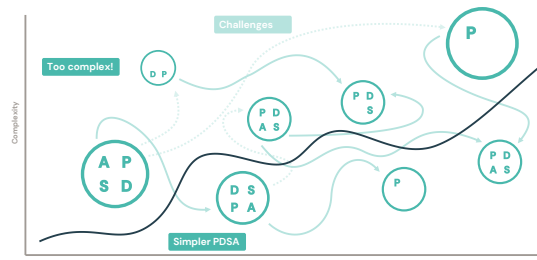 Challenges
P
Too complex!
D P
P D
S
P D
A S
Complexity
A P
S D
P D
A S
D S
P A
P
Simpler PDSA